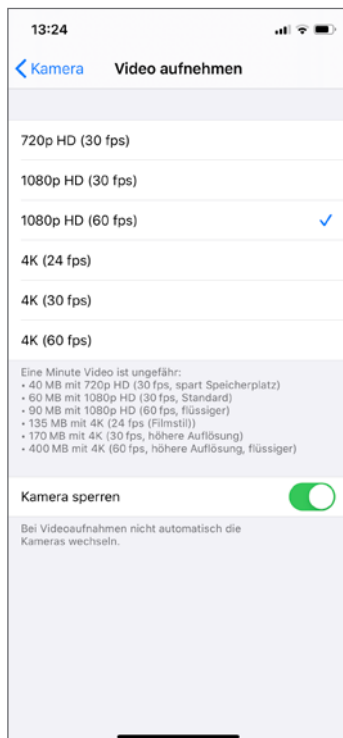 13:24
Kamera Video aufnehmen
720p HD (30 fps)
1080p HD (30 fps)
1080p HD (60 fps)
4K (24 fps)
4K (30 fps)
4K (60 fps)
Eine Minute Video ist ungefähr:
• 40 MB mit 720p HD (30 fps, spart Speicherplatz)
• 60 MB mit 1080p HD (30 fps, Standard)
• 90 MB mit 1080p HD (60 fps, flüssiger)
• 135 MB mit 4K (24 fps (Filmstil))
• 170 MB mit 4K (30 fps, höhere Auflösung)
• 400 MB mit 4K (60 fps, höhere Auflösung, flüssiger)
Kamera sperren
Bei Videoaufnahmen nicht automatisch die
Kameras wechseln.